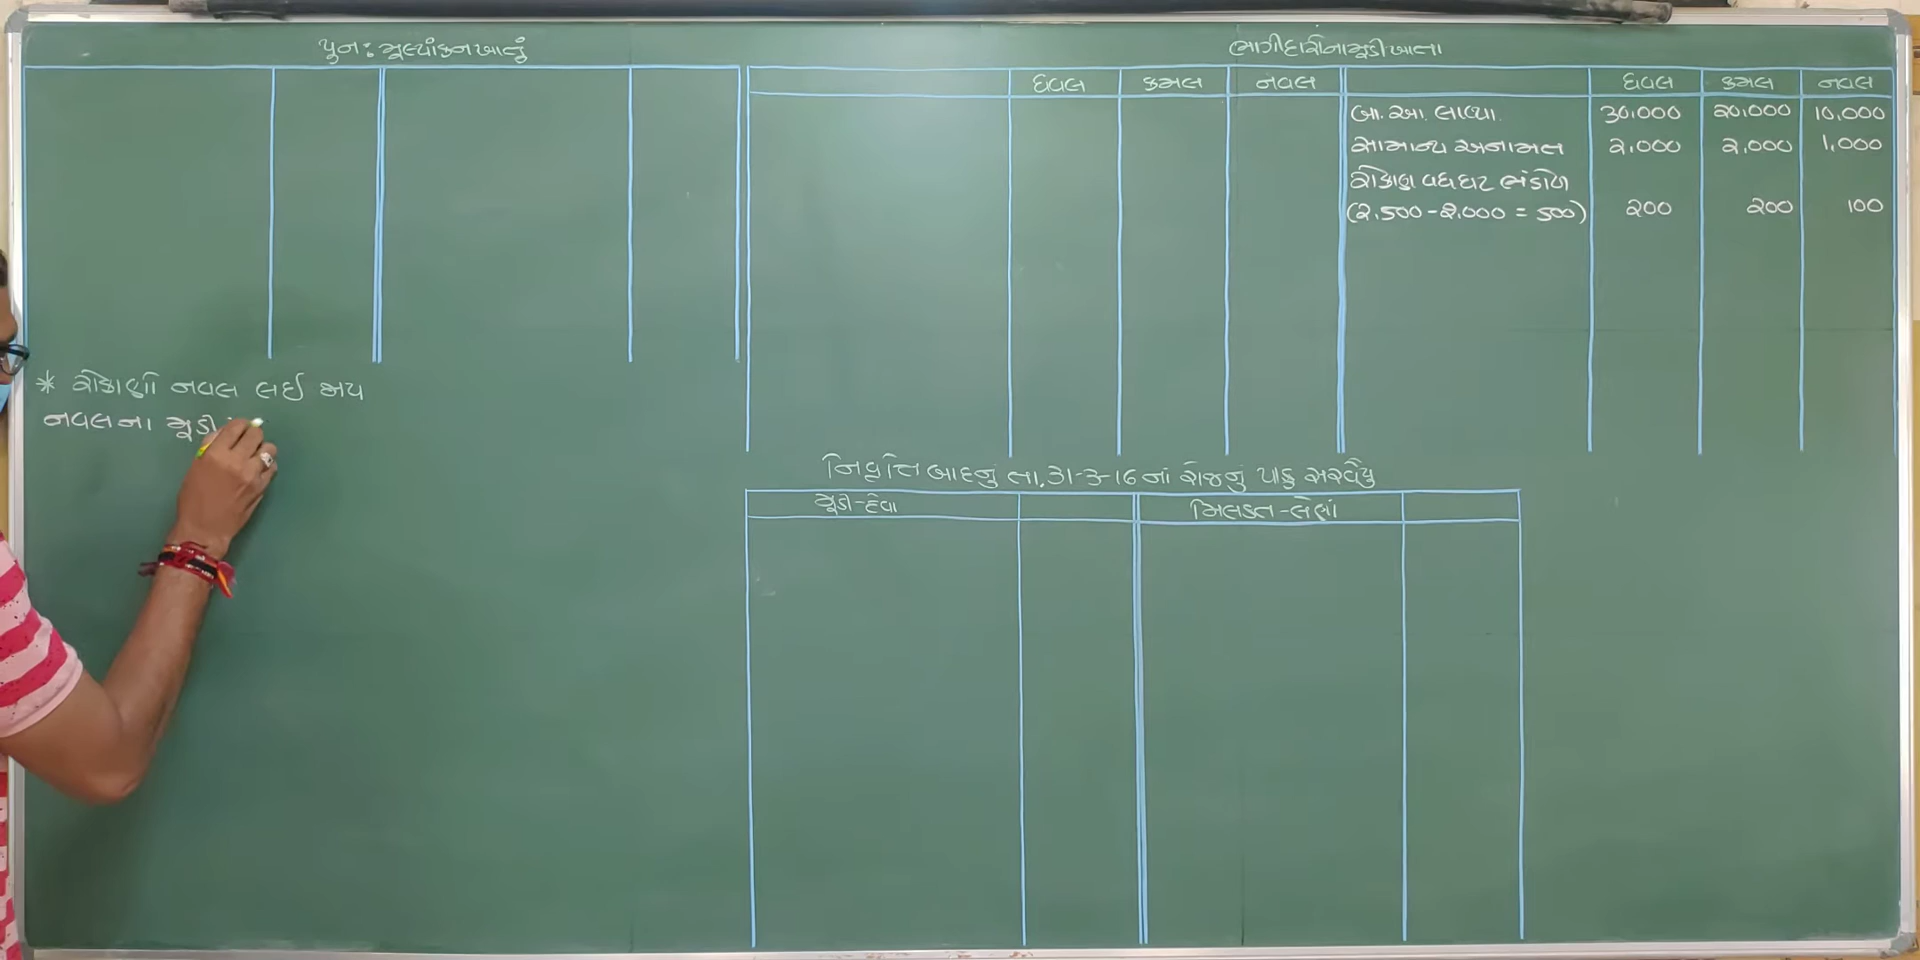 પુન: મૂલ્યાંકન ખાતું
ભાગીદારોના મૂડી ખાતા
ધવલ કમલ નવલ ધવલ કમલ નવલ
બા. આ. લાવ્યા 30,000 20,000 10,000
સામાન્ય અનામત 2,000 2,000 1,000
રોકાણ વધઘટ ભંડોળ
(2,500 - 2,000 = 500) 200 200 100
* રોકાણો નવલ લઈ જાય
નવલના મૂડી
નિવૃત્તિ બાદનું તા. 31-3-16 નાં રોજનું પાકુ સરવૈયુ
મૂડી-દેવા મિલકત-લેણાં